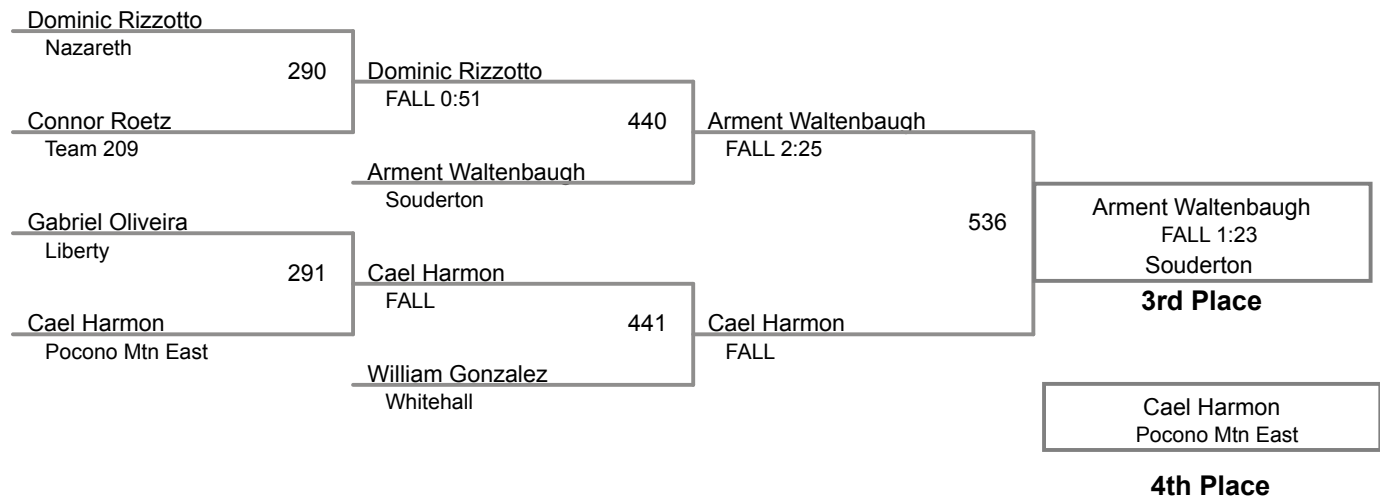 Dominic Rizzotto
Nazareth
290
Connor Roetz
Team 209
Gabriel Oliveira
Liberty
291
Cael Harmon
Pocono Mtn East
Dominic Rizzotto
FALL 0:51
440
Arment Waltenbaugh
Souderton
Cael Harmon
FALL
441
William Gonzalez
Whitehall
Arment Waltenbaugh
FALL 2:25
536
Cael Harmon
FALL
Arment Waltenbaugh
FALL 1:23
Souderton
3rd Place
Cael Harmon
Pocono Mtn East
4th Place